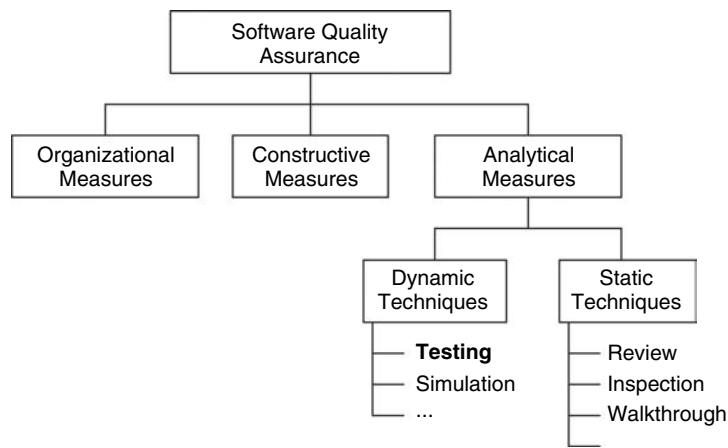 Software Quality
Assurance
Organizational
Measures
Constructive
Measures
Analytical
Measures
Dynamic
Techniques
Static
Techniques
Testing
Simulation
...
Review
Inspection
Walkthrough